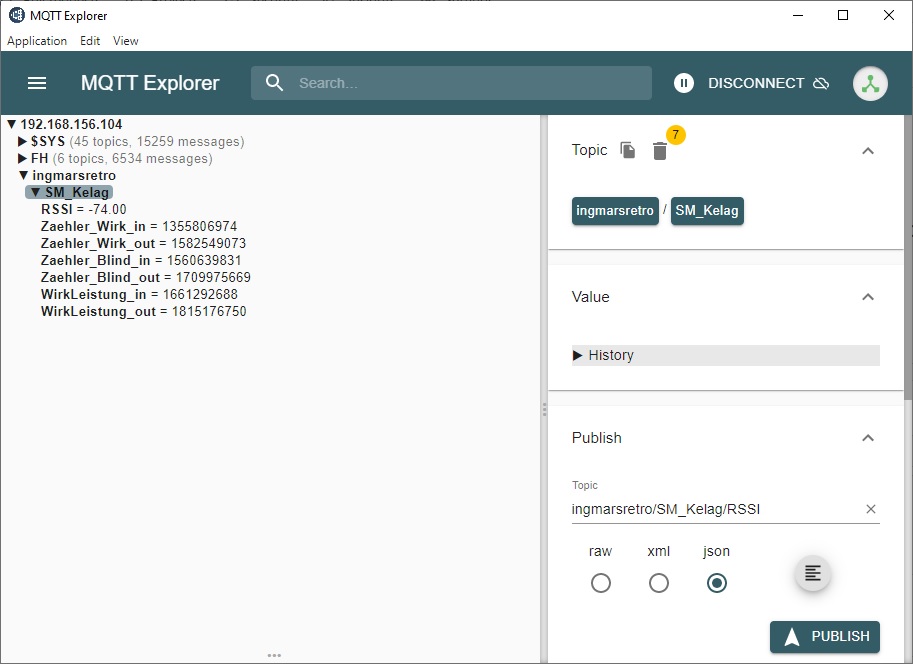 MQTT Explorer
Application Edit View
MQTT Explorer Search... DISCONNECT
192.168.156.104
$SYS (45 topics, 15259 messages)
FH (6 topics, 6534 messages)
ingmarsretro
SM_Kelag
RSSI = -74.00
Zaehler_Wirk_in = 1355806974
Zaehler_Wirk_out = 1582549073
Zaehler_Blind_in = 1560639831
Zaehler_Blind_out = 1709975669
WirkLeistung_in = 1661292688
WirkLeistung_out = 1815176750
Topic 7
ingmarsretro / SM_Kelag
Value
History
Publish
Topic
ingmarsretro/SM_Kelag/RSSI
raw xml json
PUBLISH